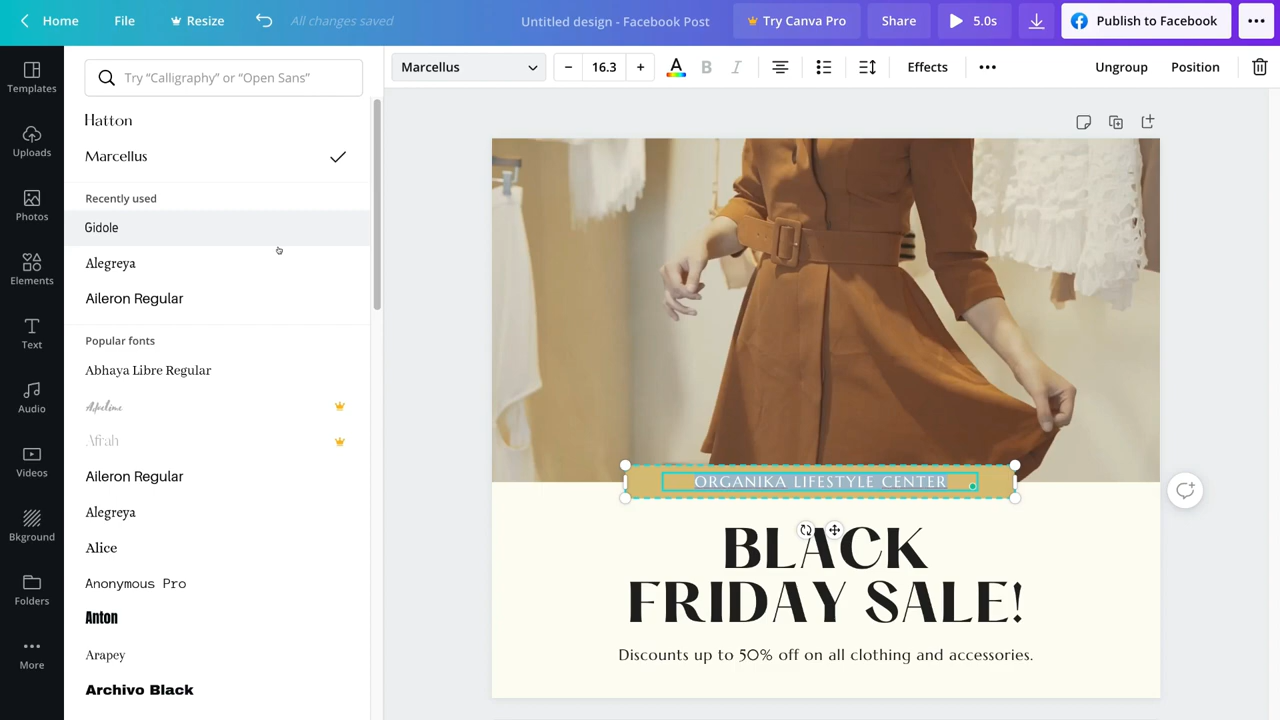 Home
File
Resize
All changes saved
Untitled design - Facebook Post
Try Canva Pro
Share
5.0s
Publish to Facebook
Templates
Uploads
Photos
Elements
Text
Audio
Videos
Bkground
Folders
More
Try “Calligraphy” or “Open Sans”
Hatton
Marcellus
Recently used
Gidole
Alegreya
Aileron Regular
Popular fonts
Abhaya Libre Regular
Adeline
Afrah
Aileron Regular
Alegreya
Alice
Anonymous Pro
Anton
Arapey
Archivo Black
Marcellus
− 16.3 +
A B I
Effects
Ungroup
Position
ORGANIKA LIFESTYLE CENTER
BLACK
FRIDAY SALE!
Discounts up to 50% off on all clothing and accessories.